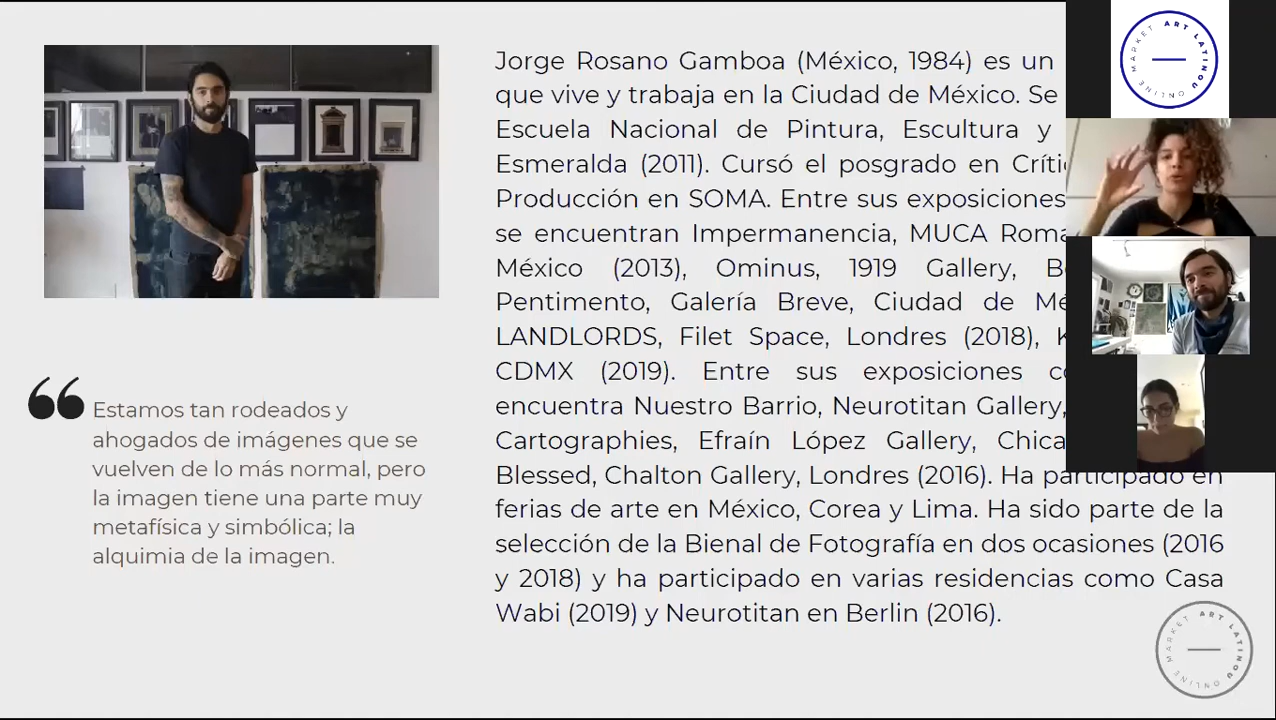 Jorge Rosano Gamboa (México, 1984) es un
que vive y trabaja en la Ciudad de México. Se
Escuela Nacional de Pintura, Escultura y
Esmeralda (2011). Cursó el posgrado en
Producción en SOMA. Entre sus exposiciones
se encuentran Impermanencia, MUCA Roma
México (2013), Ominus, 1919 Gallery,
Pentimento, Galería Breve, Ciudad de
LANDLORDS, Filet Space, Londres (2018),
CDMX (2019). Entre sus exposiciones
encuentra Nuestro Barrio, Neurotitan Gallery,
Cartographies, Efraín López Gallery,
Blessed, Chalton Gallery, Londres (2016). Ha participado en
ferias de arte en México, Corea y Lima. Ha sido parte de la
selección de la Bienal de Fotografía en dos ocasiones (2016
y 2018) y ha participado en varias residencias como Casa
Wabi (2019) y Neurotitan en Berlin (2016).
“
Estamos tan rodeados y
ahogados de imágenes que se
vuelven de lo más normal, pero
la imagen tiene una parte muy
metafísica y simbólica; la
alquimia de la imagen.
ART LATINOU ONLINE MARKET
ART LATINOU ONLINE MARKET